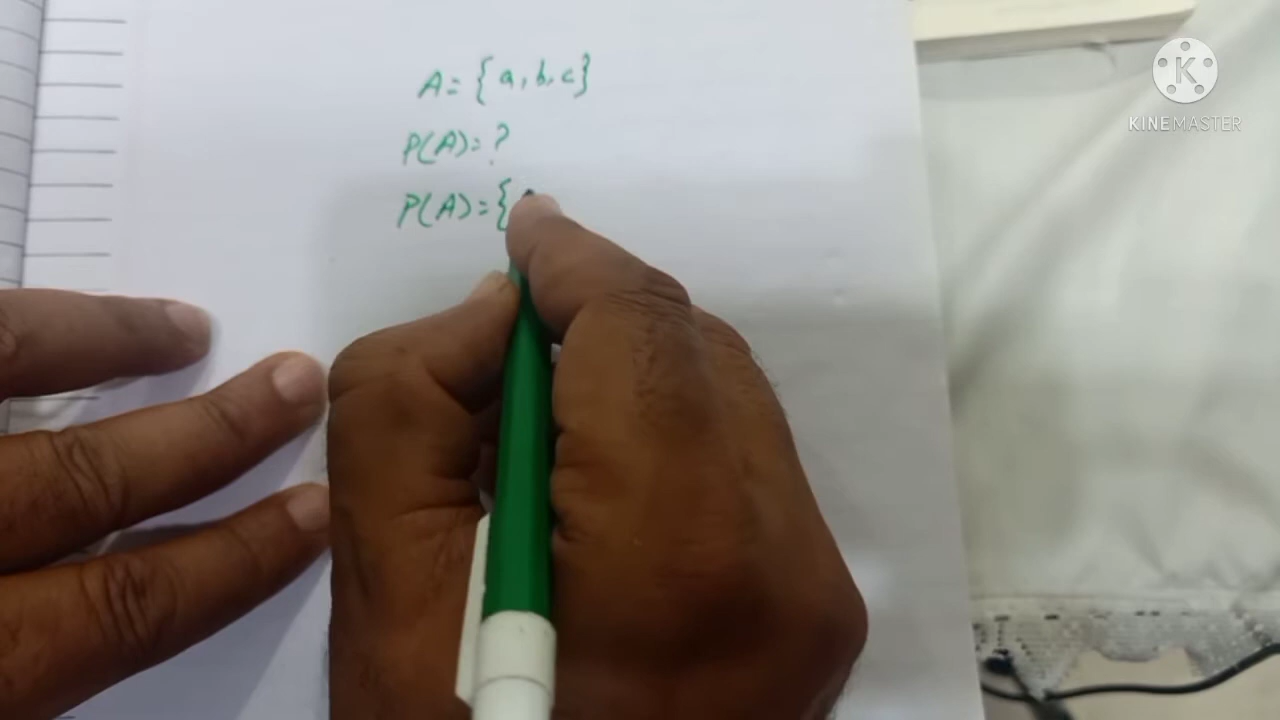 A = {a, b, c}
P(A) = ?
P(A) = {
K
KINEMASTER